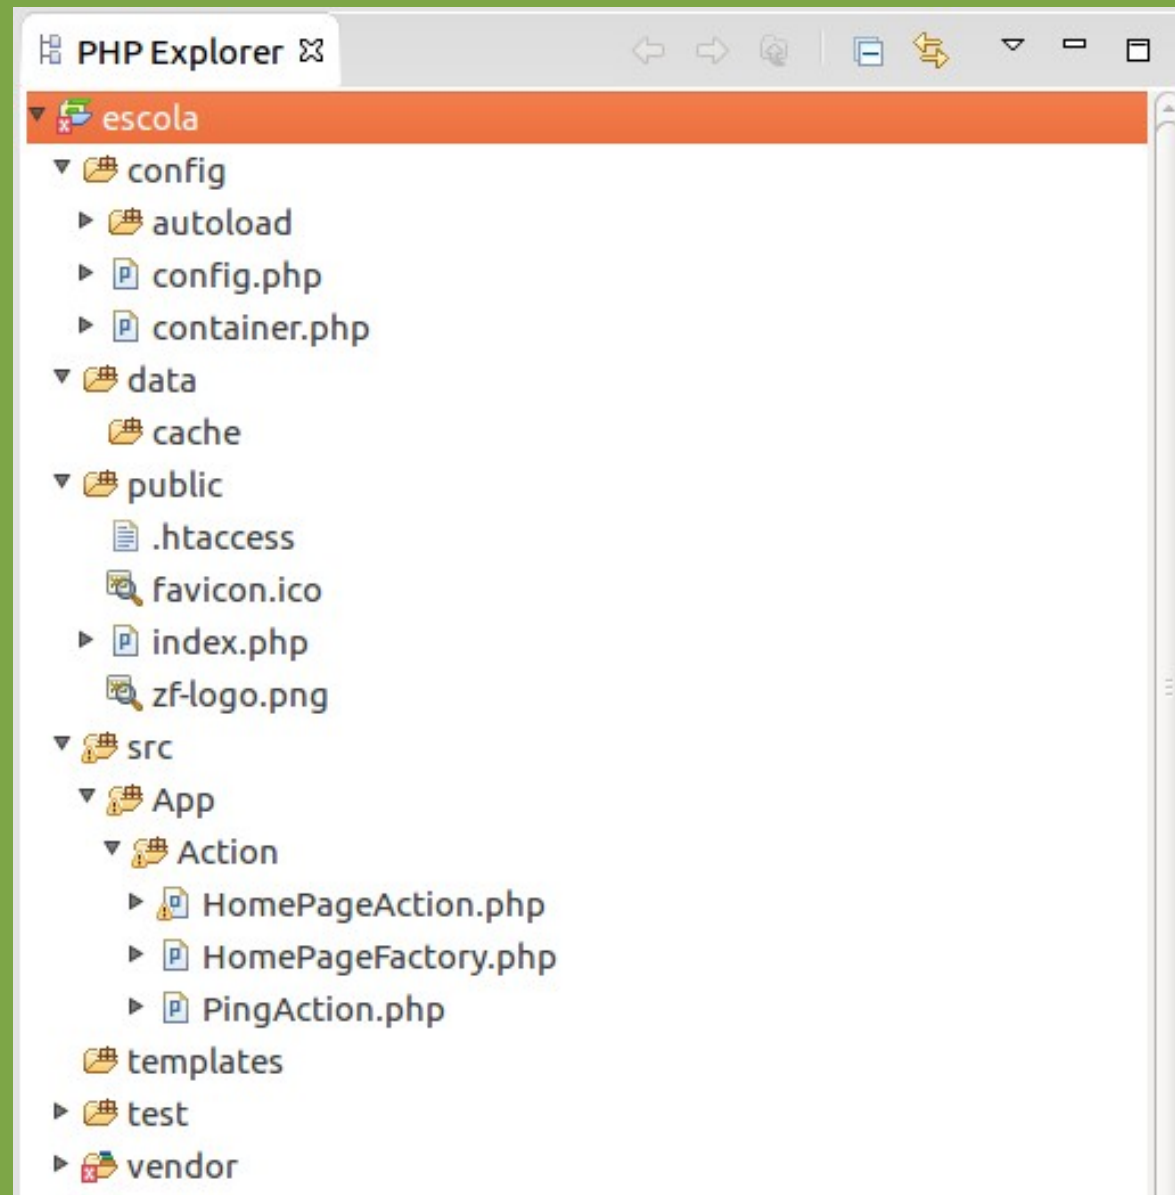 PHP Explorer
escola
config
autoload
config.php
container.php
data
cache
public
.htaccess
favicon.ico
index.php
zf-logo.png
src
App
Action
HomePageAction.php
HomePageFactory.php
PingAction.php
templates
test
vendor